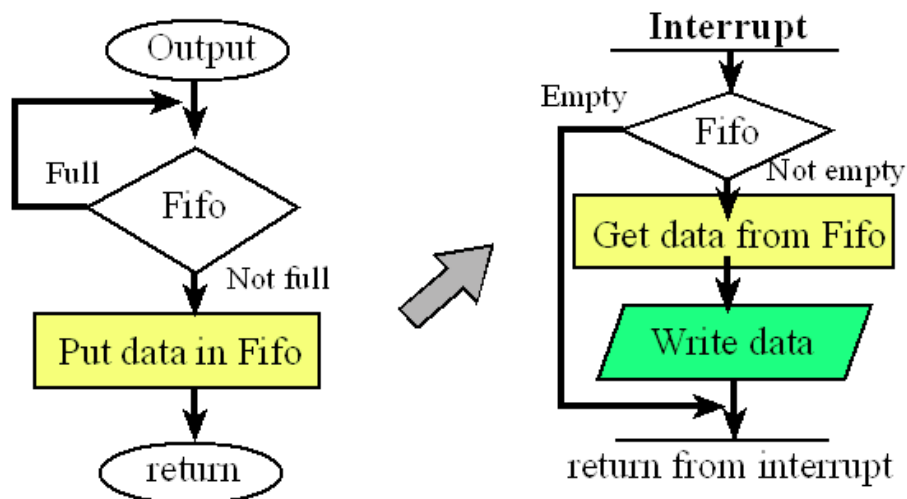 Output
Full
Fifo
Not full
Put data in Fifo
return
Interrupt
Empty
Fifo
Not empty
Get data from Fifo
Write data
return from interrupt